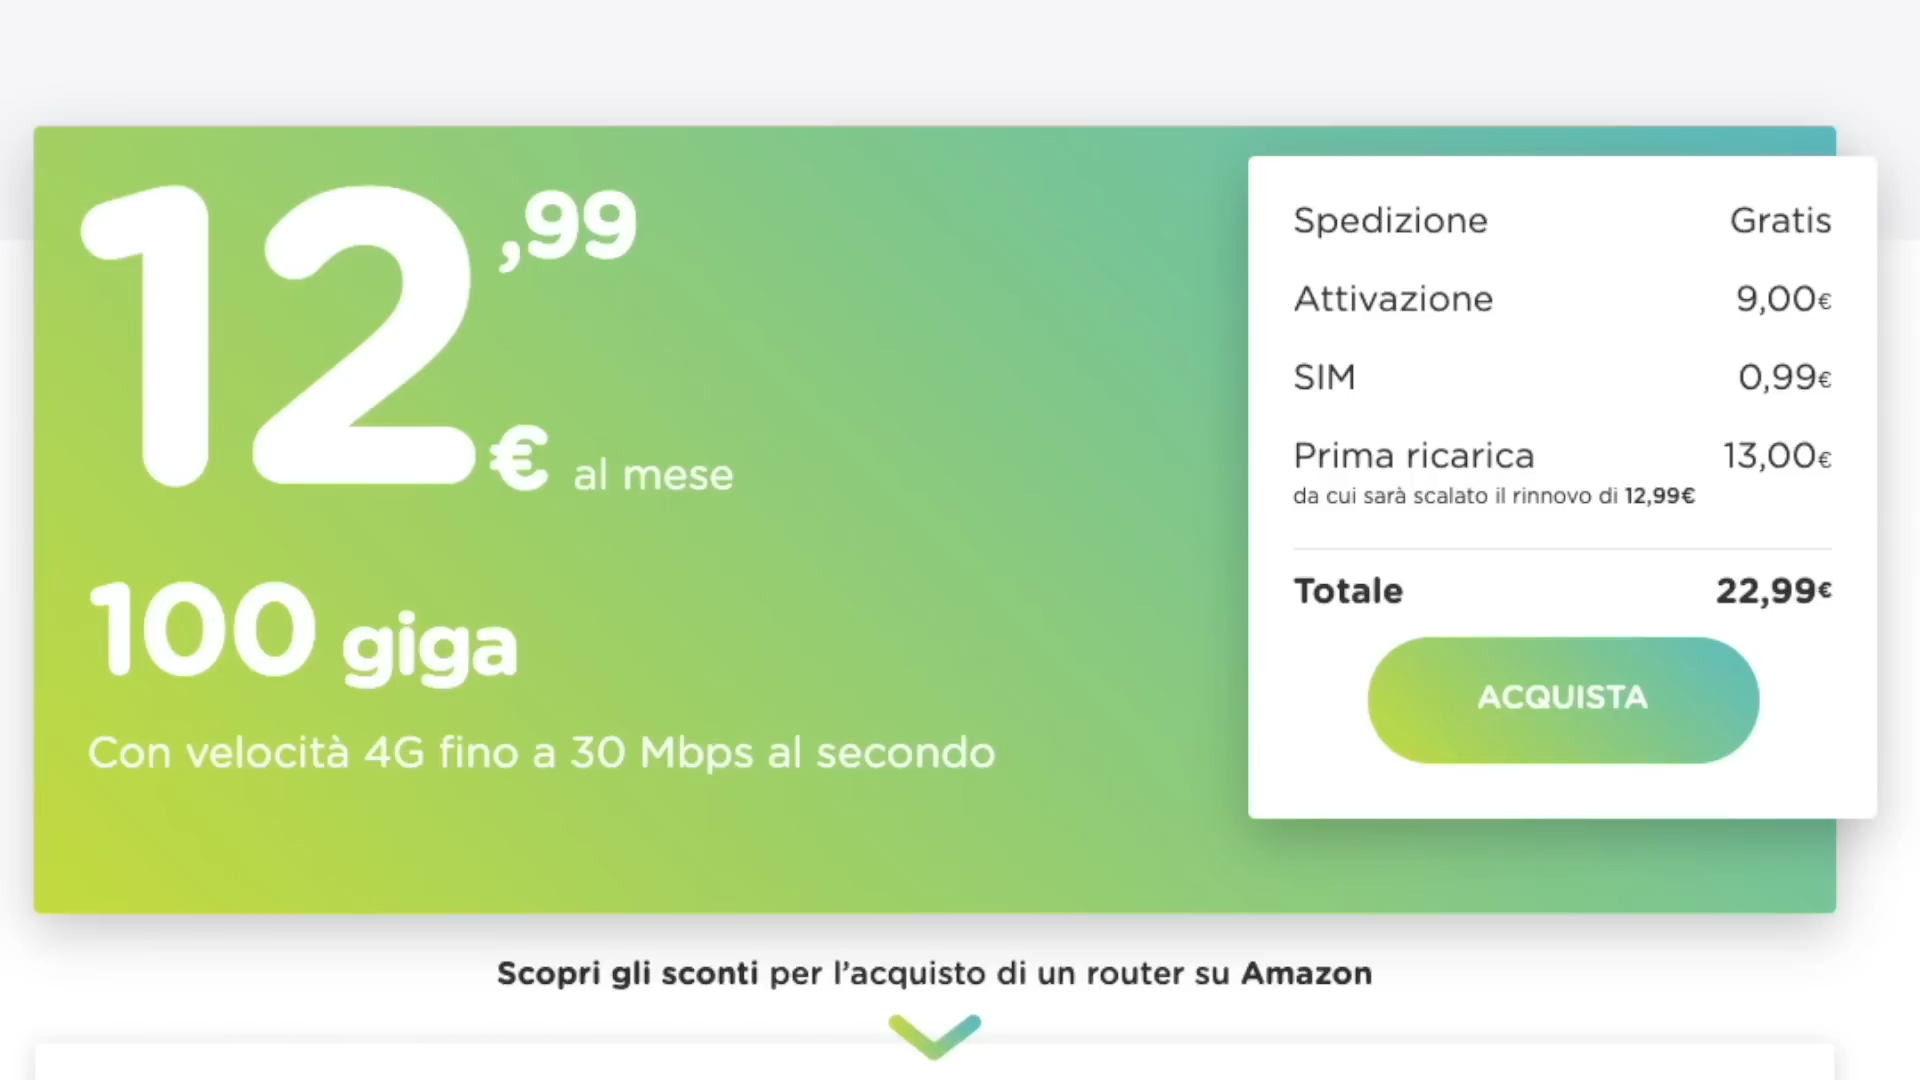 12,99€ al mese
100 giga
Con velocità 4G fino a 30 Mbps al secondo
Spedizione Gratis
Attivazione 9,00€
SIM 0,99€
Prima ricarica 13,00€
da cui sarà scalato il rinnovo di 12,99€
Totale 22,99€
ACQUISTA
Scopri gli sconti per l’acquisto di un router su Amazon